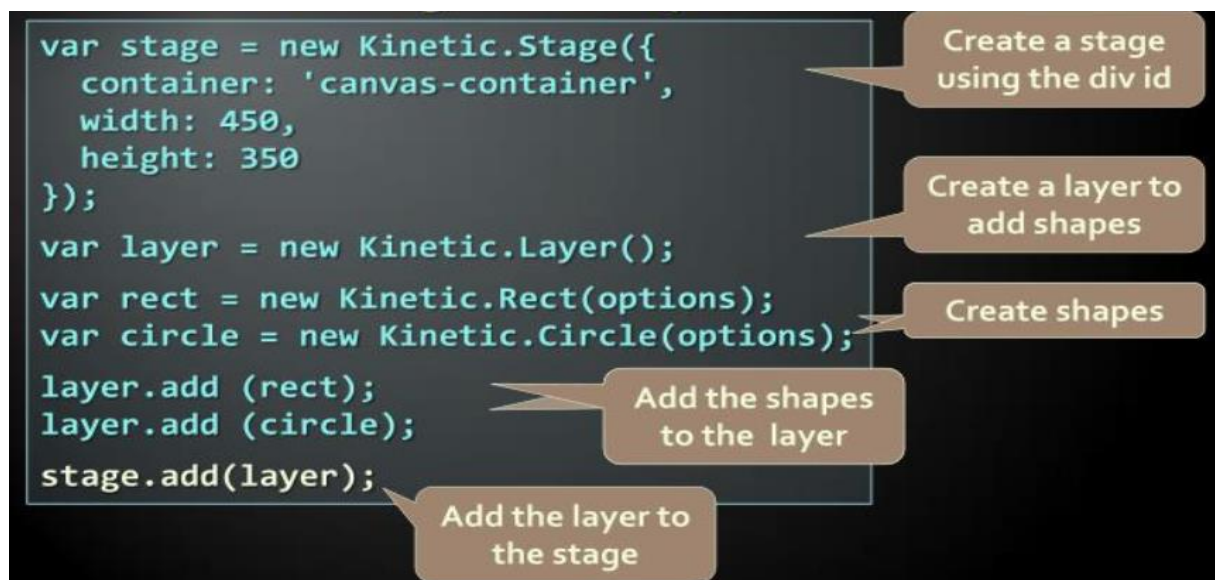 var stage = new Kinetic.Stage({
container: 'canvas-container',
width: 450,
height: 350
});
Create a stage
using the div id
var layer = new Kinetic.Layer();
Create a layer to
add shapes
var rect = new Kinetic.Rect(options);
var circle = new Kinetic.Circle(options);
Create shapes
layer.add (rect);
layer.add (circle);
Add the shapes
to the layer
stage.add(layer);
Add the layer to
the stage